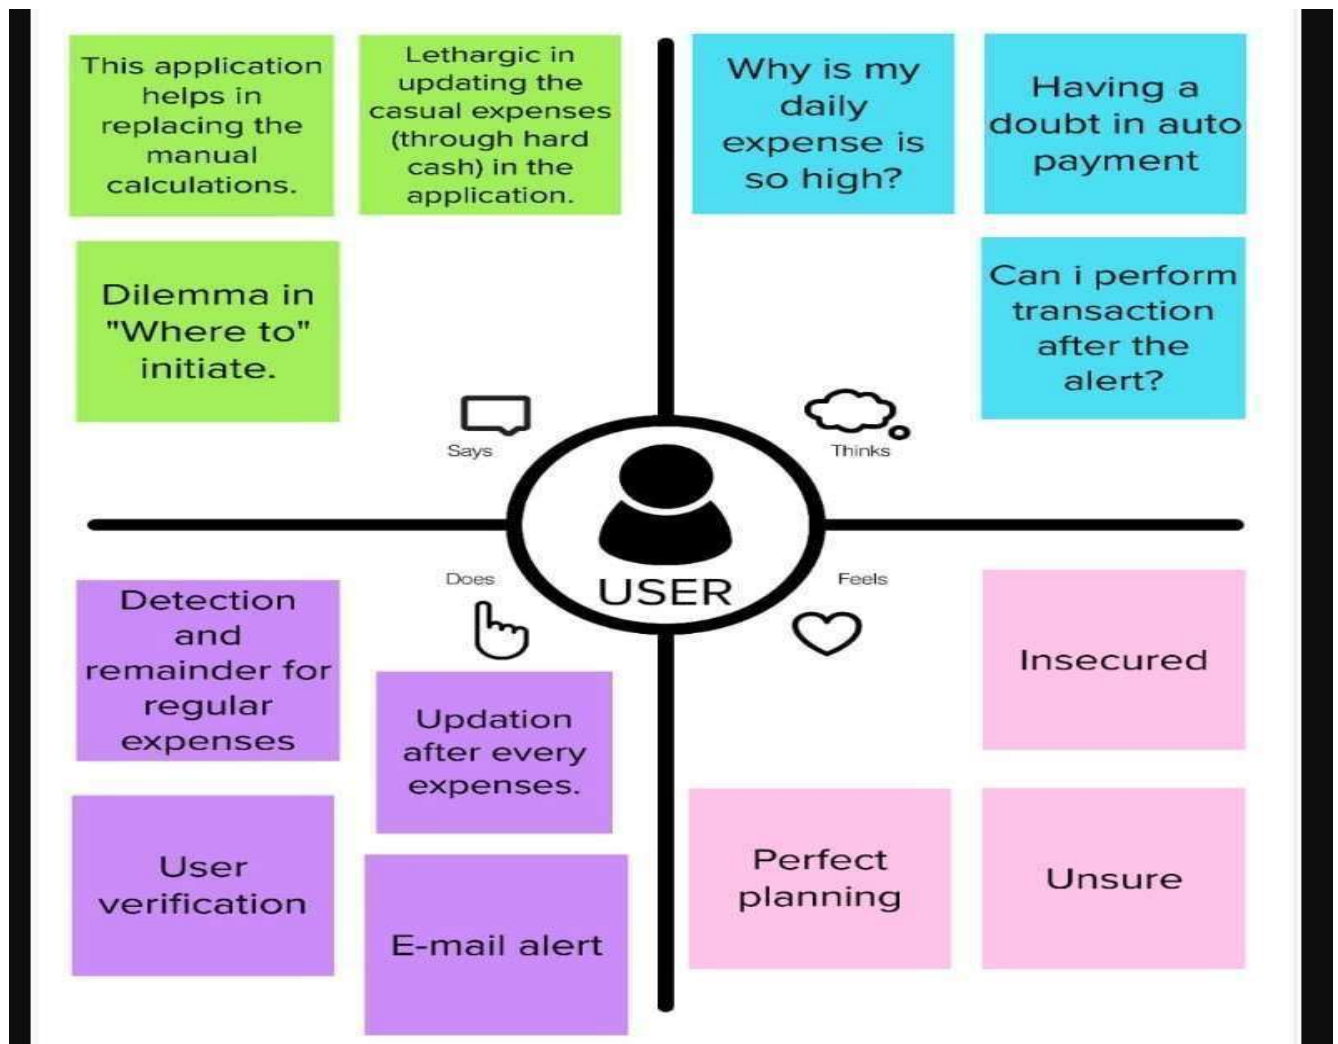 This application
helps in
replacing the
manual
calculations.
Lethargic in
updating the
casual expenses
(through hard
cash) in the
application.
Dilemma in
"Where to"
initiate.
Says
Why is my
daily
expense is
so high?
Having a
doubt in auto
payment
Can i perform
transaction
after the
alert?
Thinks
USER
Does
Detection
and
remainder for
regular
expenses
Updation
after every
expenses.
User
verification
E-mail alert
Feels
Insecured
Perfect
planning
Unsure